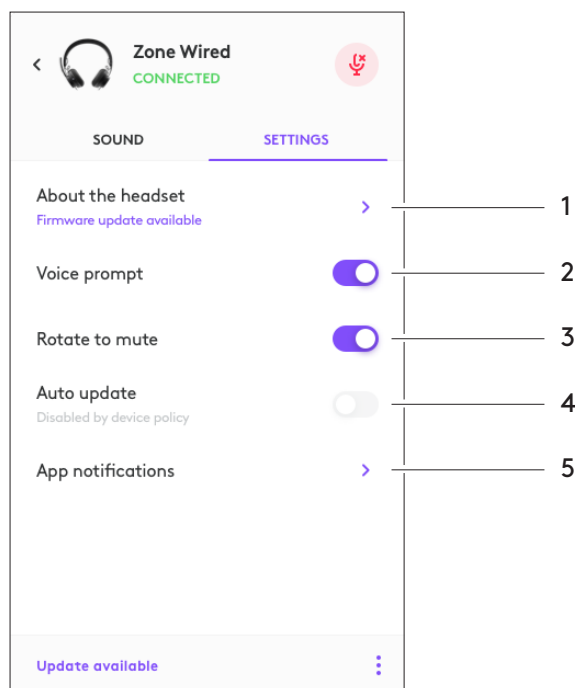 Zone Wired
CONNECTED
SOUND SETTINGS
About the headset 1
Firmware update available
Voice prompt 2
Rotate to mute 3
Auto update 4
Disabled by device policy
App notifications 5
Update available